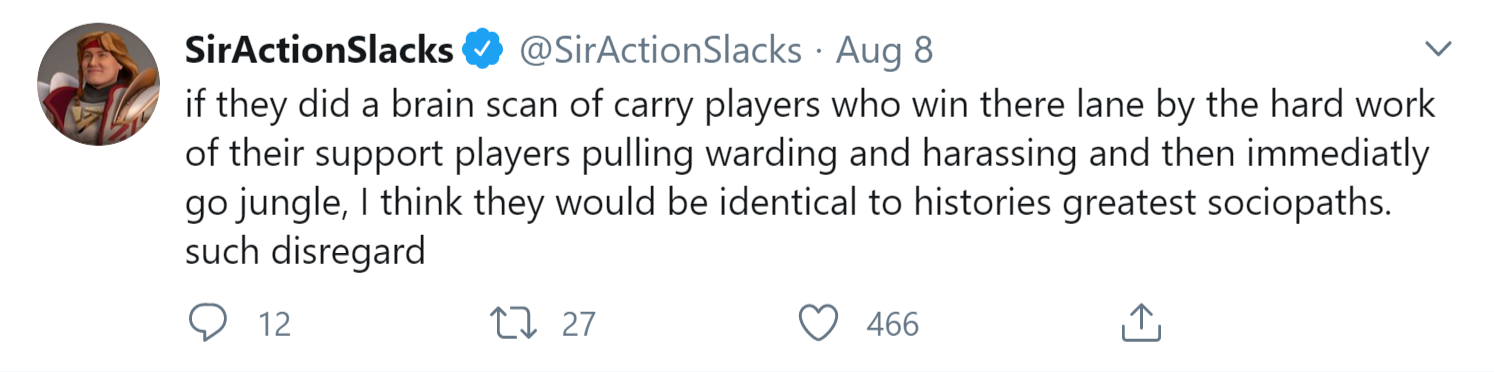 SirActionSlacks @SirActionSlacks · Aug 8
if they did a brain scan of carry players who win there lane by the hard work
of their support players pulling warding and harassing and then immediatly
go jungle, I think they would be identical to histories greatest sociopaths.
such disregard
12 27 466